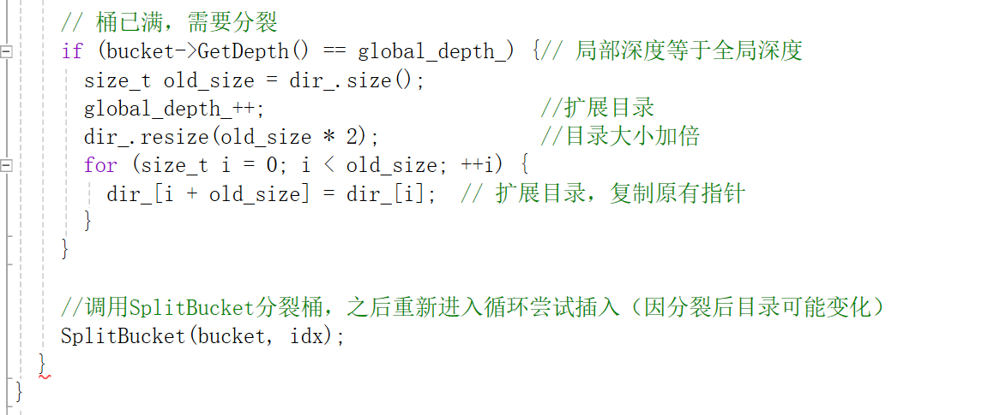 // 桶已满，需要分裂
if (bucket->GetDepth() == global_depth_) {// 局部深度等于全局深度
size_t old_size = dir_.size();
global_depth_++; //扩展目录
dir_.resize(old_size * 2); //目录大小加倍
for (size_t i = 0; i < old_size; ++i) {
dir_[i + old_size] = dir_[i]; // 扩展目录，复制原有指针
}
}
//调用SplitBucket分裂桶，之后重新进入循环尝试插入（因分裂后目录可能变化）
SplitBucket(bucket, idx);
}
}